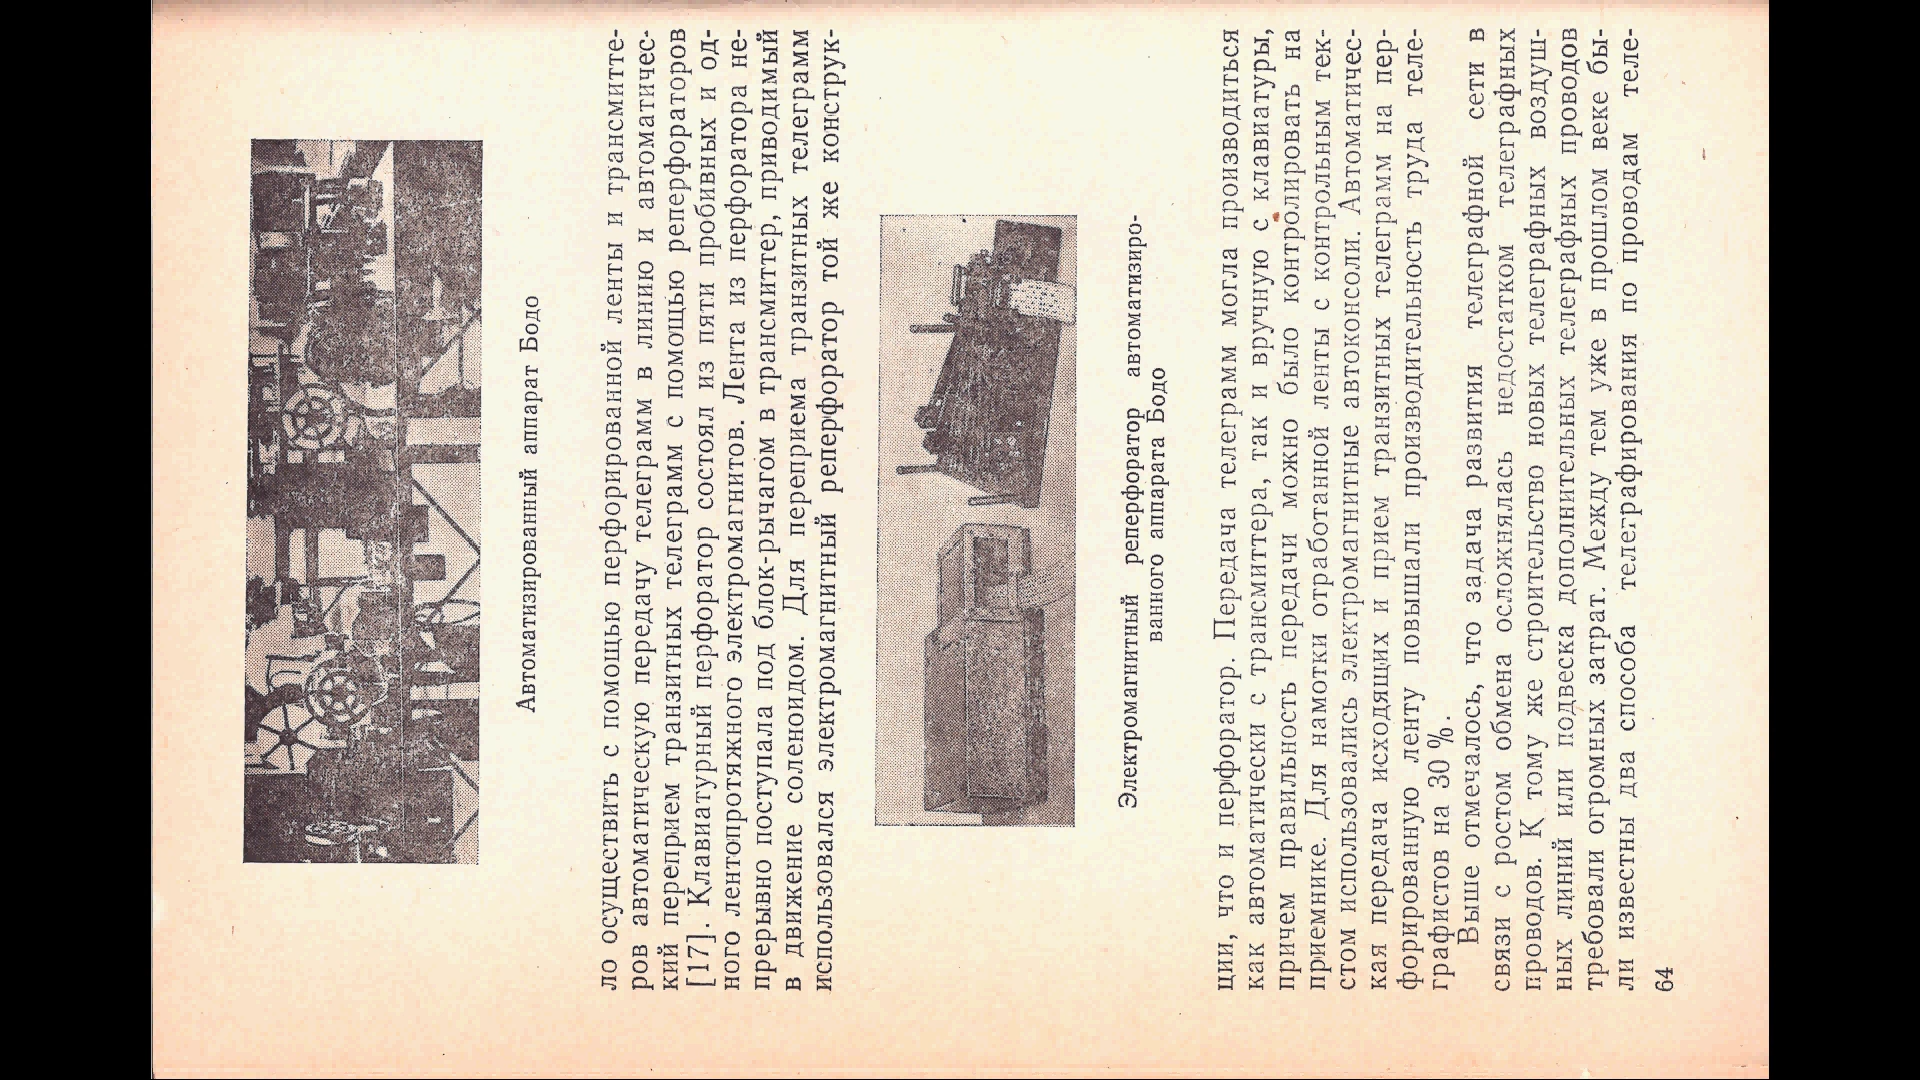 Автоматизированный аппарат Бодо
ло осуществить с помощью перфорированной ленты и трансмитте-
ров автоматическую передачу телеграмм в линию и автоматичес-
кий переприем транзитных телеграмм с помощью реперфораторов
[17]. Клавиатурный перфоратор состоял из пяти пробивных и од-
ного лентопротяжного электромагнитов. Лента из перфоратора не-
прерывно поступала под блок-рычагом в трансмиттер, приводимый
в движение соленоидом. Для переприема транзитных телеграмм
использовался электромагнитный реперфоратор той же конструк-
Электромагнитный реперфоратор автоматизиро-
ванного аппарата Бодо
ции, что и перфоратор. Передача телеграмм могла производиться
как автоматически с трансмиттера, так и вручную с клавиатуры,
причем правильность передачи можно было контролировать на
приемнике. Для намотки отработанной ленты с контрольным тек-
стом использовались электромагнитные автоконсоли. Автоматичес-
кая передача исходящих и прием транзитных телеграмм на пер-
форированную ленту повышали производительность труда теле-
графистов на 30 %.
Выше отмечалось, что задача развития телеграфной сети в
связи с ростом обмена осложнялась недостатком телеграфных
проводов. К тому же строительство новых телеграфных воздуш-
ных линий или подвеска дополнительных телеграфных проводов
требовали огромных затрат. Между тем уже в прошлом веке бы-
ли известны два способа телеграфирования по проводам теле-
64